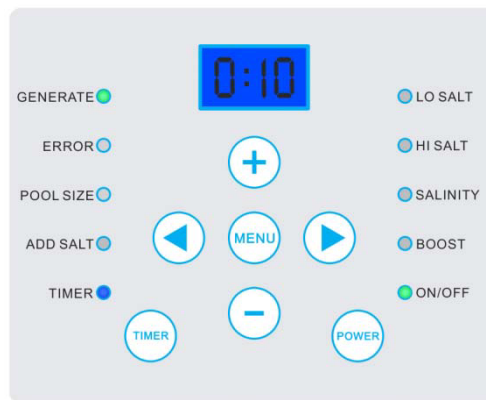 0:10
GENERATE
LO SALT
ERROR
HI SALT
+
POOL SIZE
SALINITY
ADD SALT
MENU
BOOST
TIMER
ON/OFF
−
TIMER
POWER